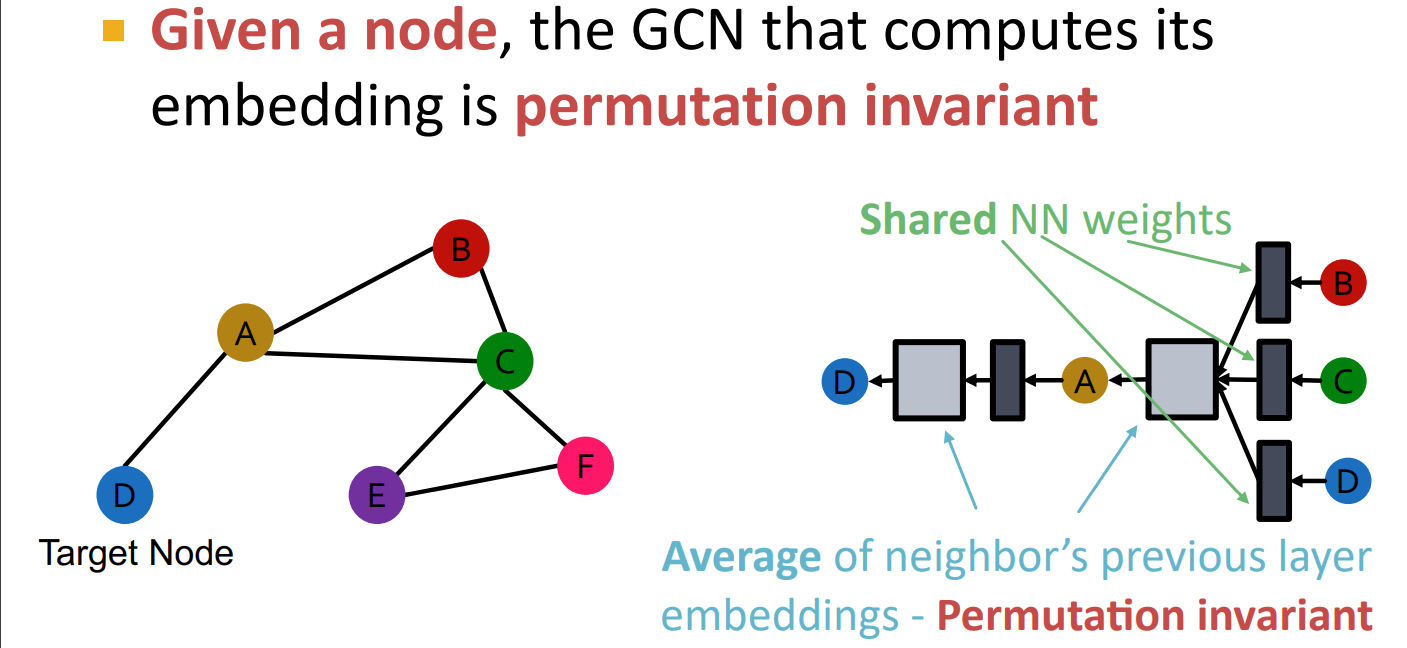 Given a node, the GCN that computes its
embedding is permutation invariant
Shared NN weights
B
A
C
D
E
F
Target Node
B
D
A
C
D
Average of neighbor's previous layer
embeddings - Permutation invariant